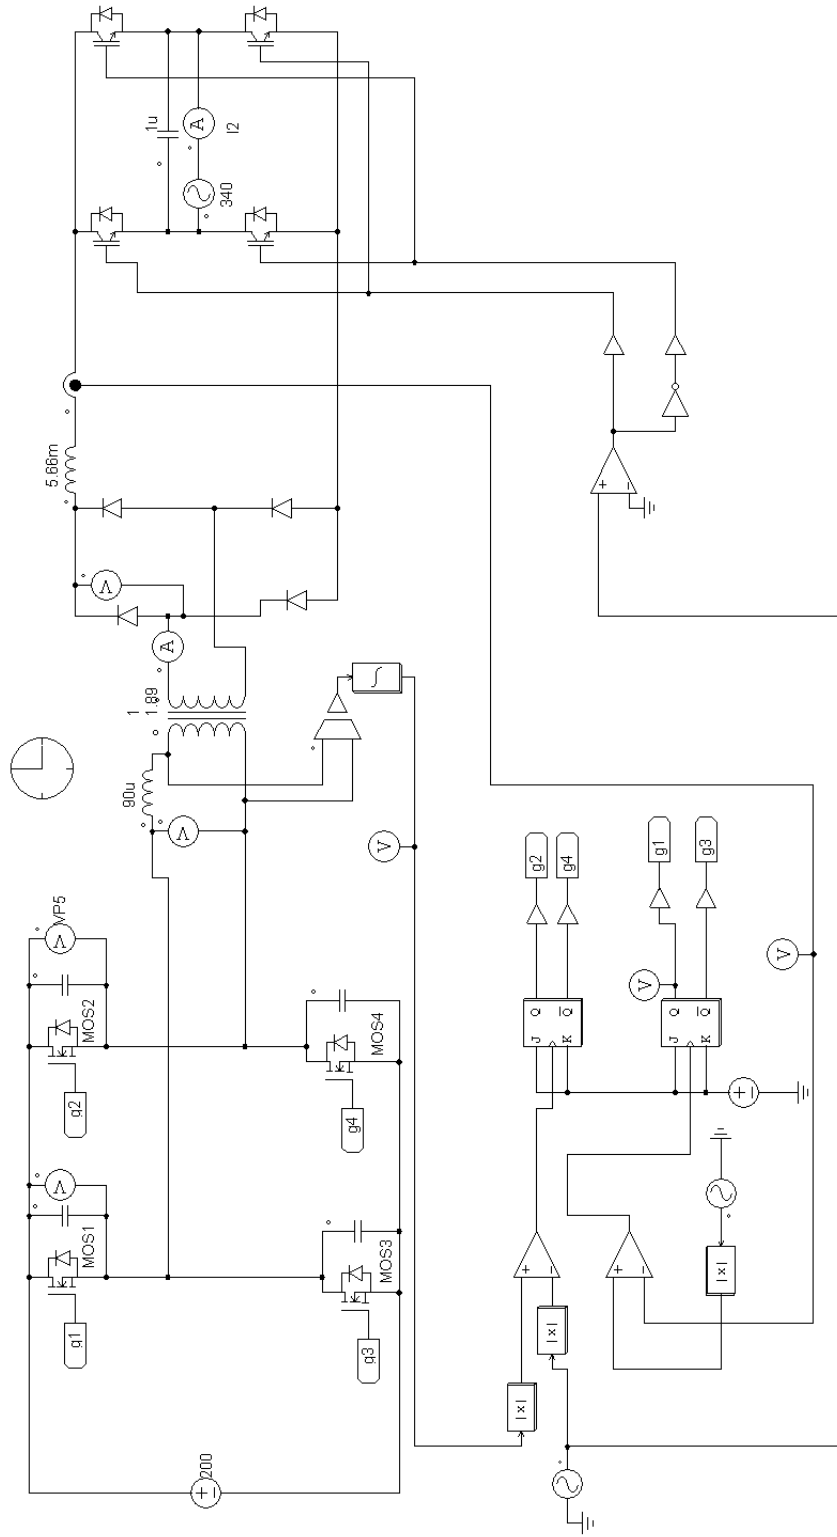 200
g1
MOS1
g2
MOS2
VP5
g3
MOS3
g4
MOS4
V
V
90u
V
1
1.89
A
V
5.66m
340
A
I2
1u
V
|x|
|x|
+
-
J
Q
K
Q
g2
g4
+
-
|x|
J
Q
K
Q
V
g1
g3
V
+
-